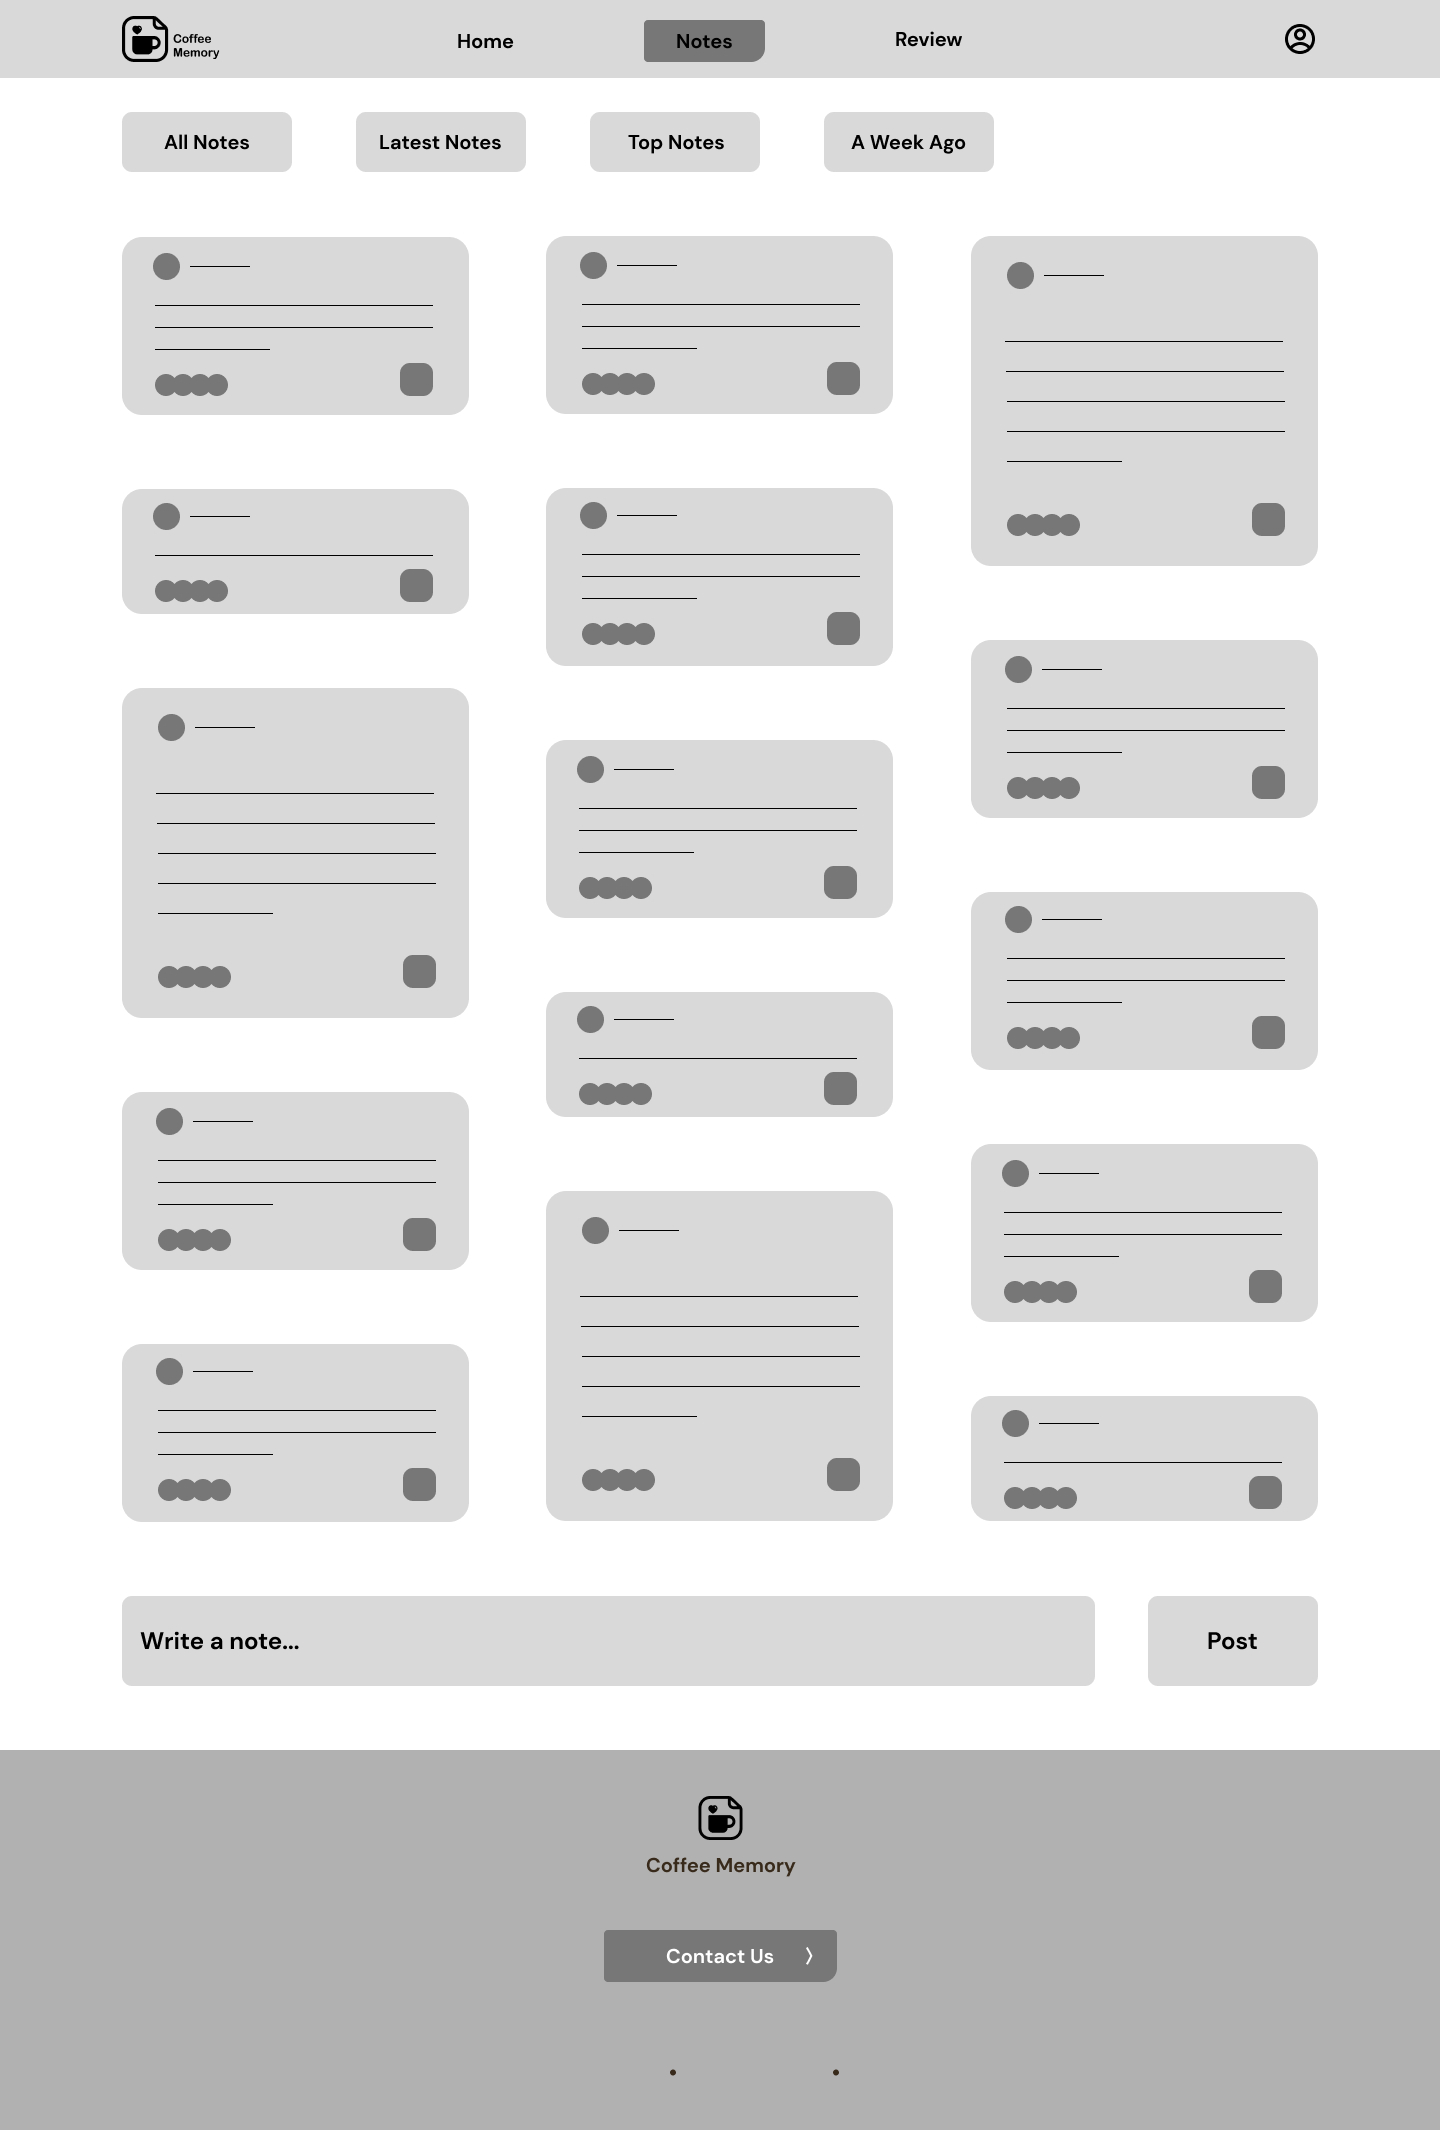 Coffee
Memory
Home
Notes
Review
All Notes
Latest Notes
Top Notes
A Week Ago
Write a note...
Post
Coffee Memory
Contact Us